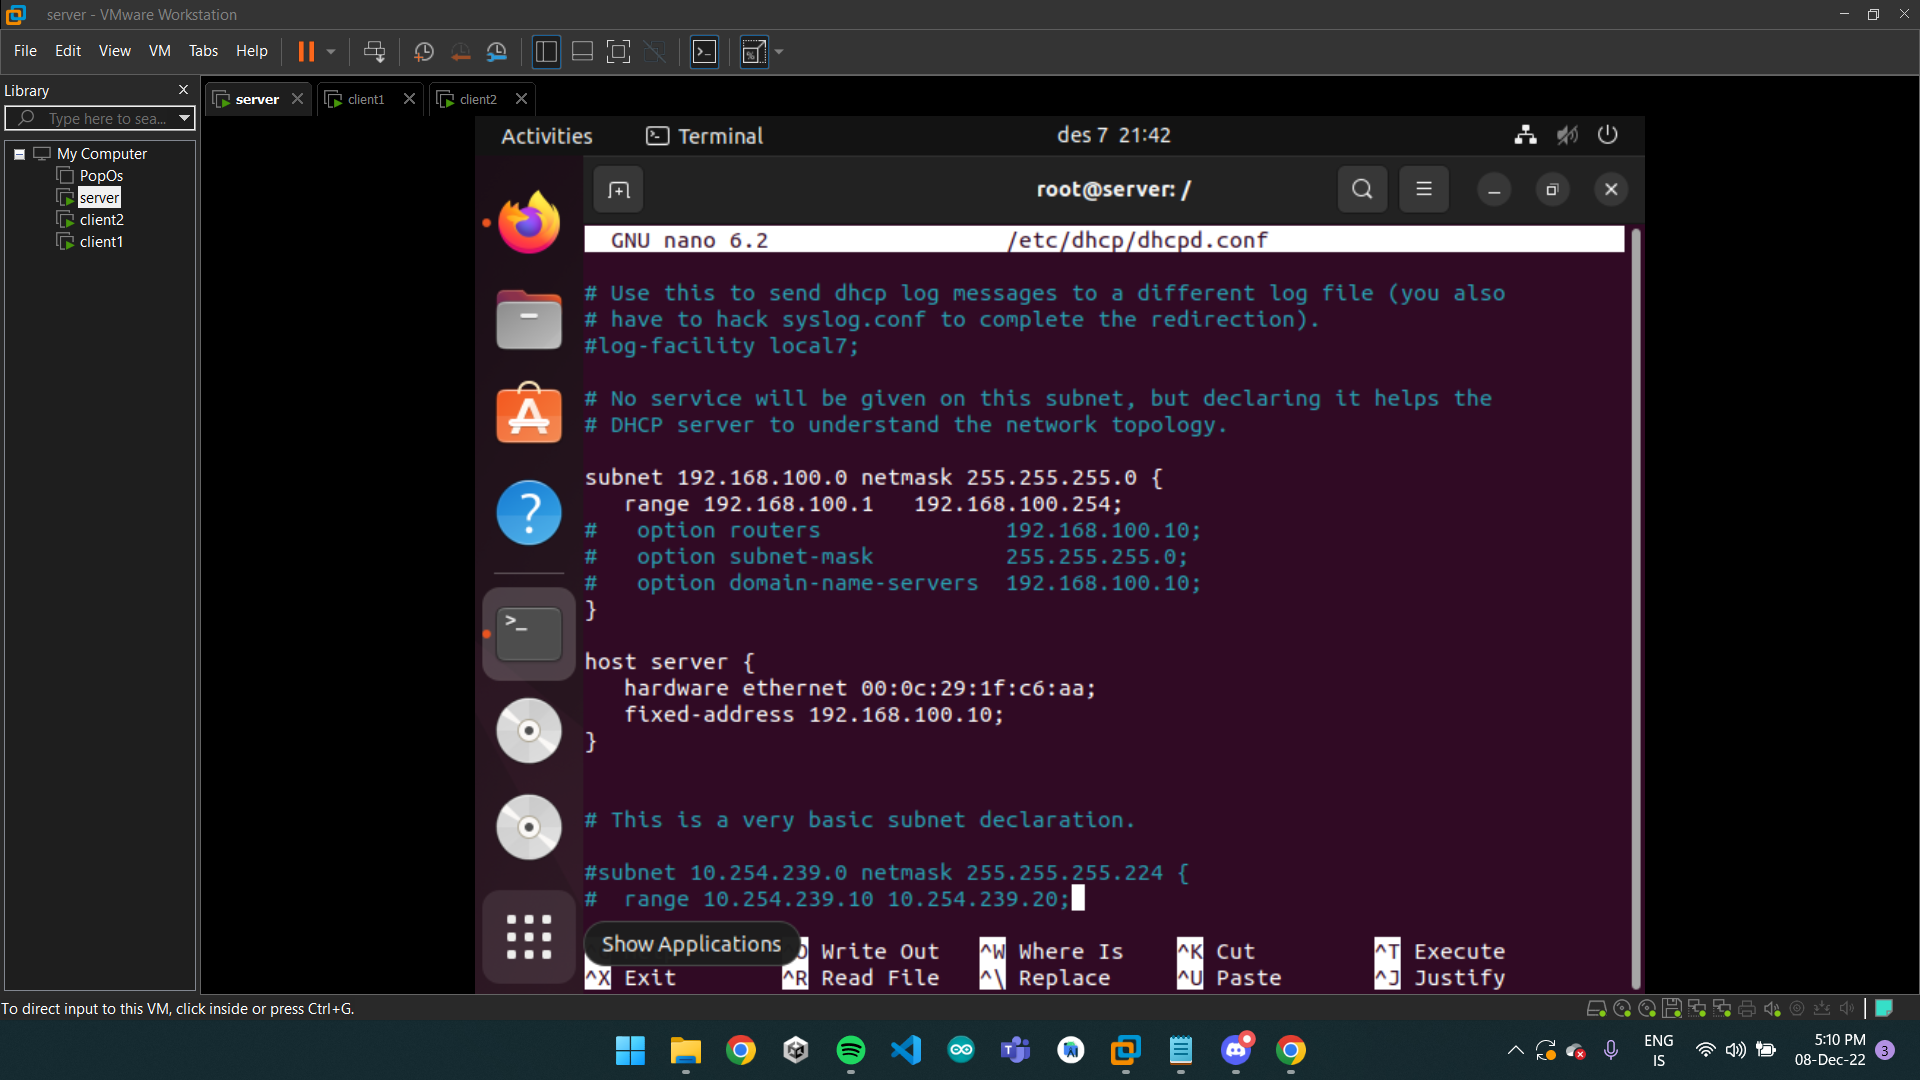 server - VMware Workstation
File Edit View VM Tabs Help
Library
Type here to sea...
My Computer
PopOs
server
client2
client1
server client1 client2
Activities Terminal des 7 21:42
root@server: /
GNU nano 6.2 /etc/dhcp/dhcpd.conf
# Use this to send dhcp log messages to a different log file (you also
# have to hack syslog.conf to complete the redirection).
#log-facility local7;
# No service will be given on this subnet, but declaring it helps the
# DHCP server to understand the network topology.
subnet 192.168.100.0 netmask 255.255.255.0 {
range 192.168.100.1 192.168.100.254;
# option routers 192.168.100.10;
# option subnet-mask 255.255.255.0;
# option domain-name-servers 192.168.100.10;
}
host server {
hardware ethernet 00:0c:29:1f:c6:aa;
fixed-address 192.168.100.10;
}
# This is a very basic subnet declaration.
#subnet 10.254.239.0 netmask 255.255.255.224 {
# range 10.254.239.10 10.254.239.20;
Show Applications
^O Write Out ^W Where Is ^K Cut ^T Execute
^X Exit ^R Read File ^\ Replace ^U Paste ^J Justify
To direct input to this VM, click inside or press Ctrl+G.
ENG
IS
5:10 PM
08-Dec-22
3